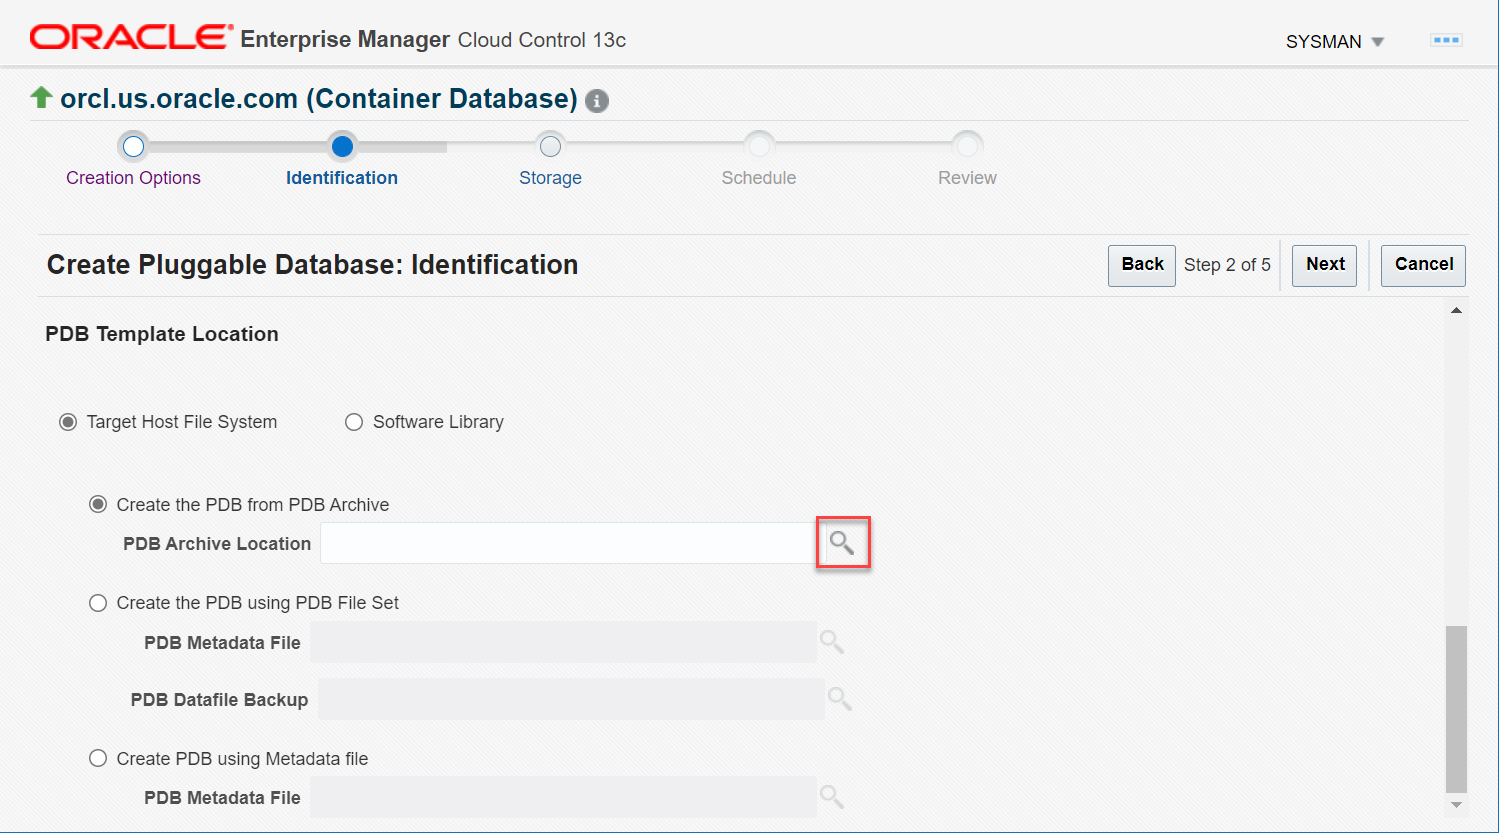 ORACLE® Enterprise Manager Cloud Control 13c
SYSMAN
orcl.us.oracle.com (Container Database)
Creation Options
Identification
Storage
Schedule
Review
Create Pluggable Database: Identification
Back
Step 2 of 5
Next
Cancel
PDB Template Location
Target Host File System
Software Library
Create the PDB from PDB Archive
PDB Archive Location
Create the PDB using PDB File Set
PDB Metadata File
PDB Datafile Backup
Create PDB using Metadata file
PDB Metadata File